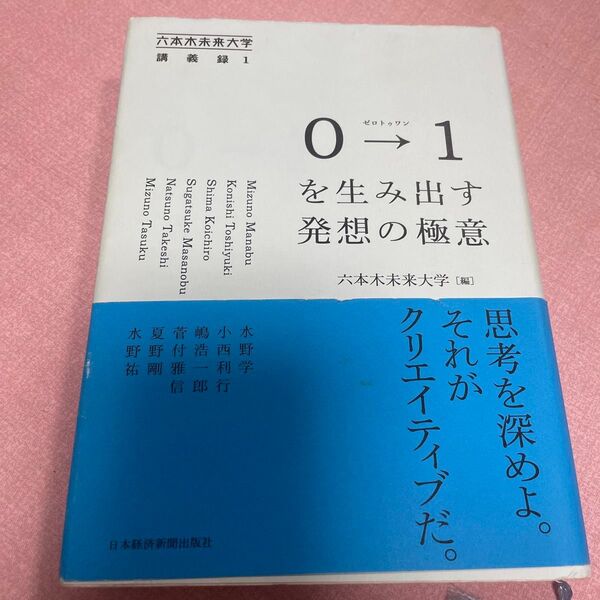 六本木未来大学
講義録1
ゼロトゥワン
0→1
を生み出す
発想の極意
六本木未来大学[編]
Mizuno Manabu
Konishi Toshiyuki
Shima Koichiro
Sugatsuke Masanobu
Natsuno Takeshi
Mizuno Tasuku
思考を深めよ。
それが
クリエイティブだ。
水野学
小西利行
嶋浩一郎
菅付雅信
夏野剛
水野祐
日本経済新聞出版社